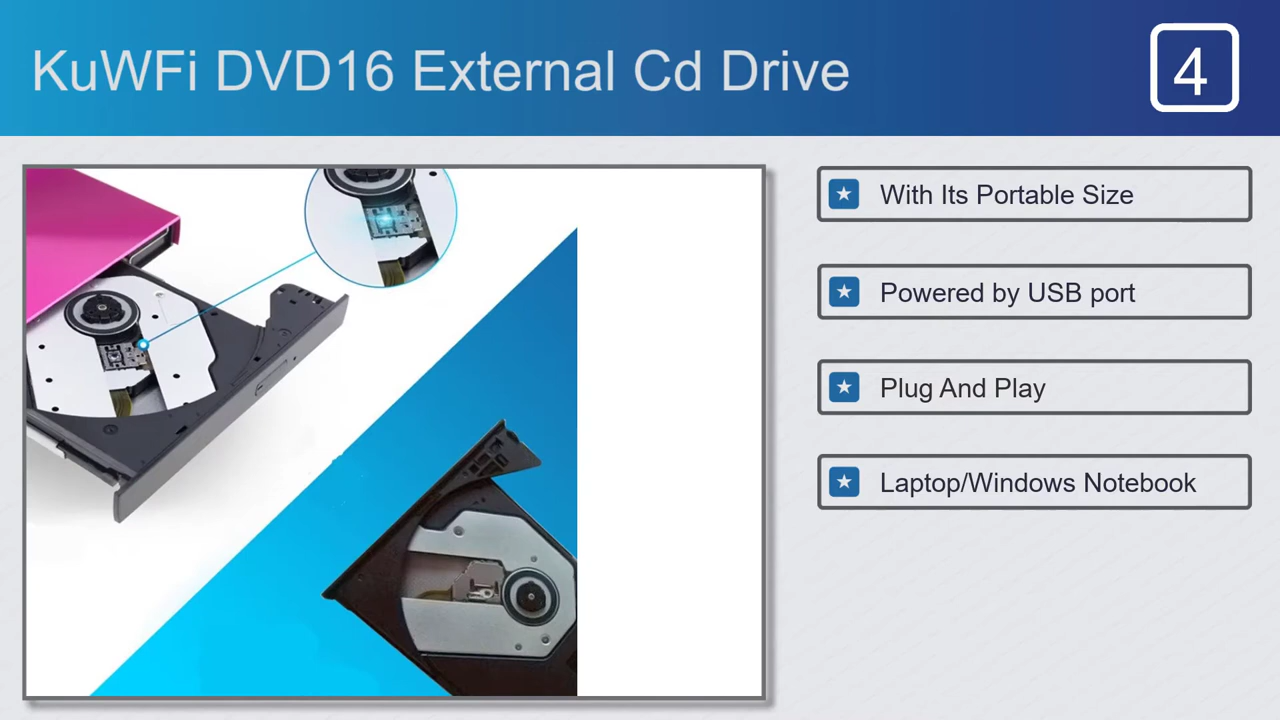 KuWFi DVD16 External Cd Drive
4
With Its Portable Size
Powered by USB port
Plug And Play
Laptop/Windows Notebook